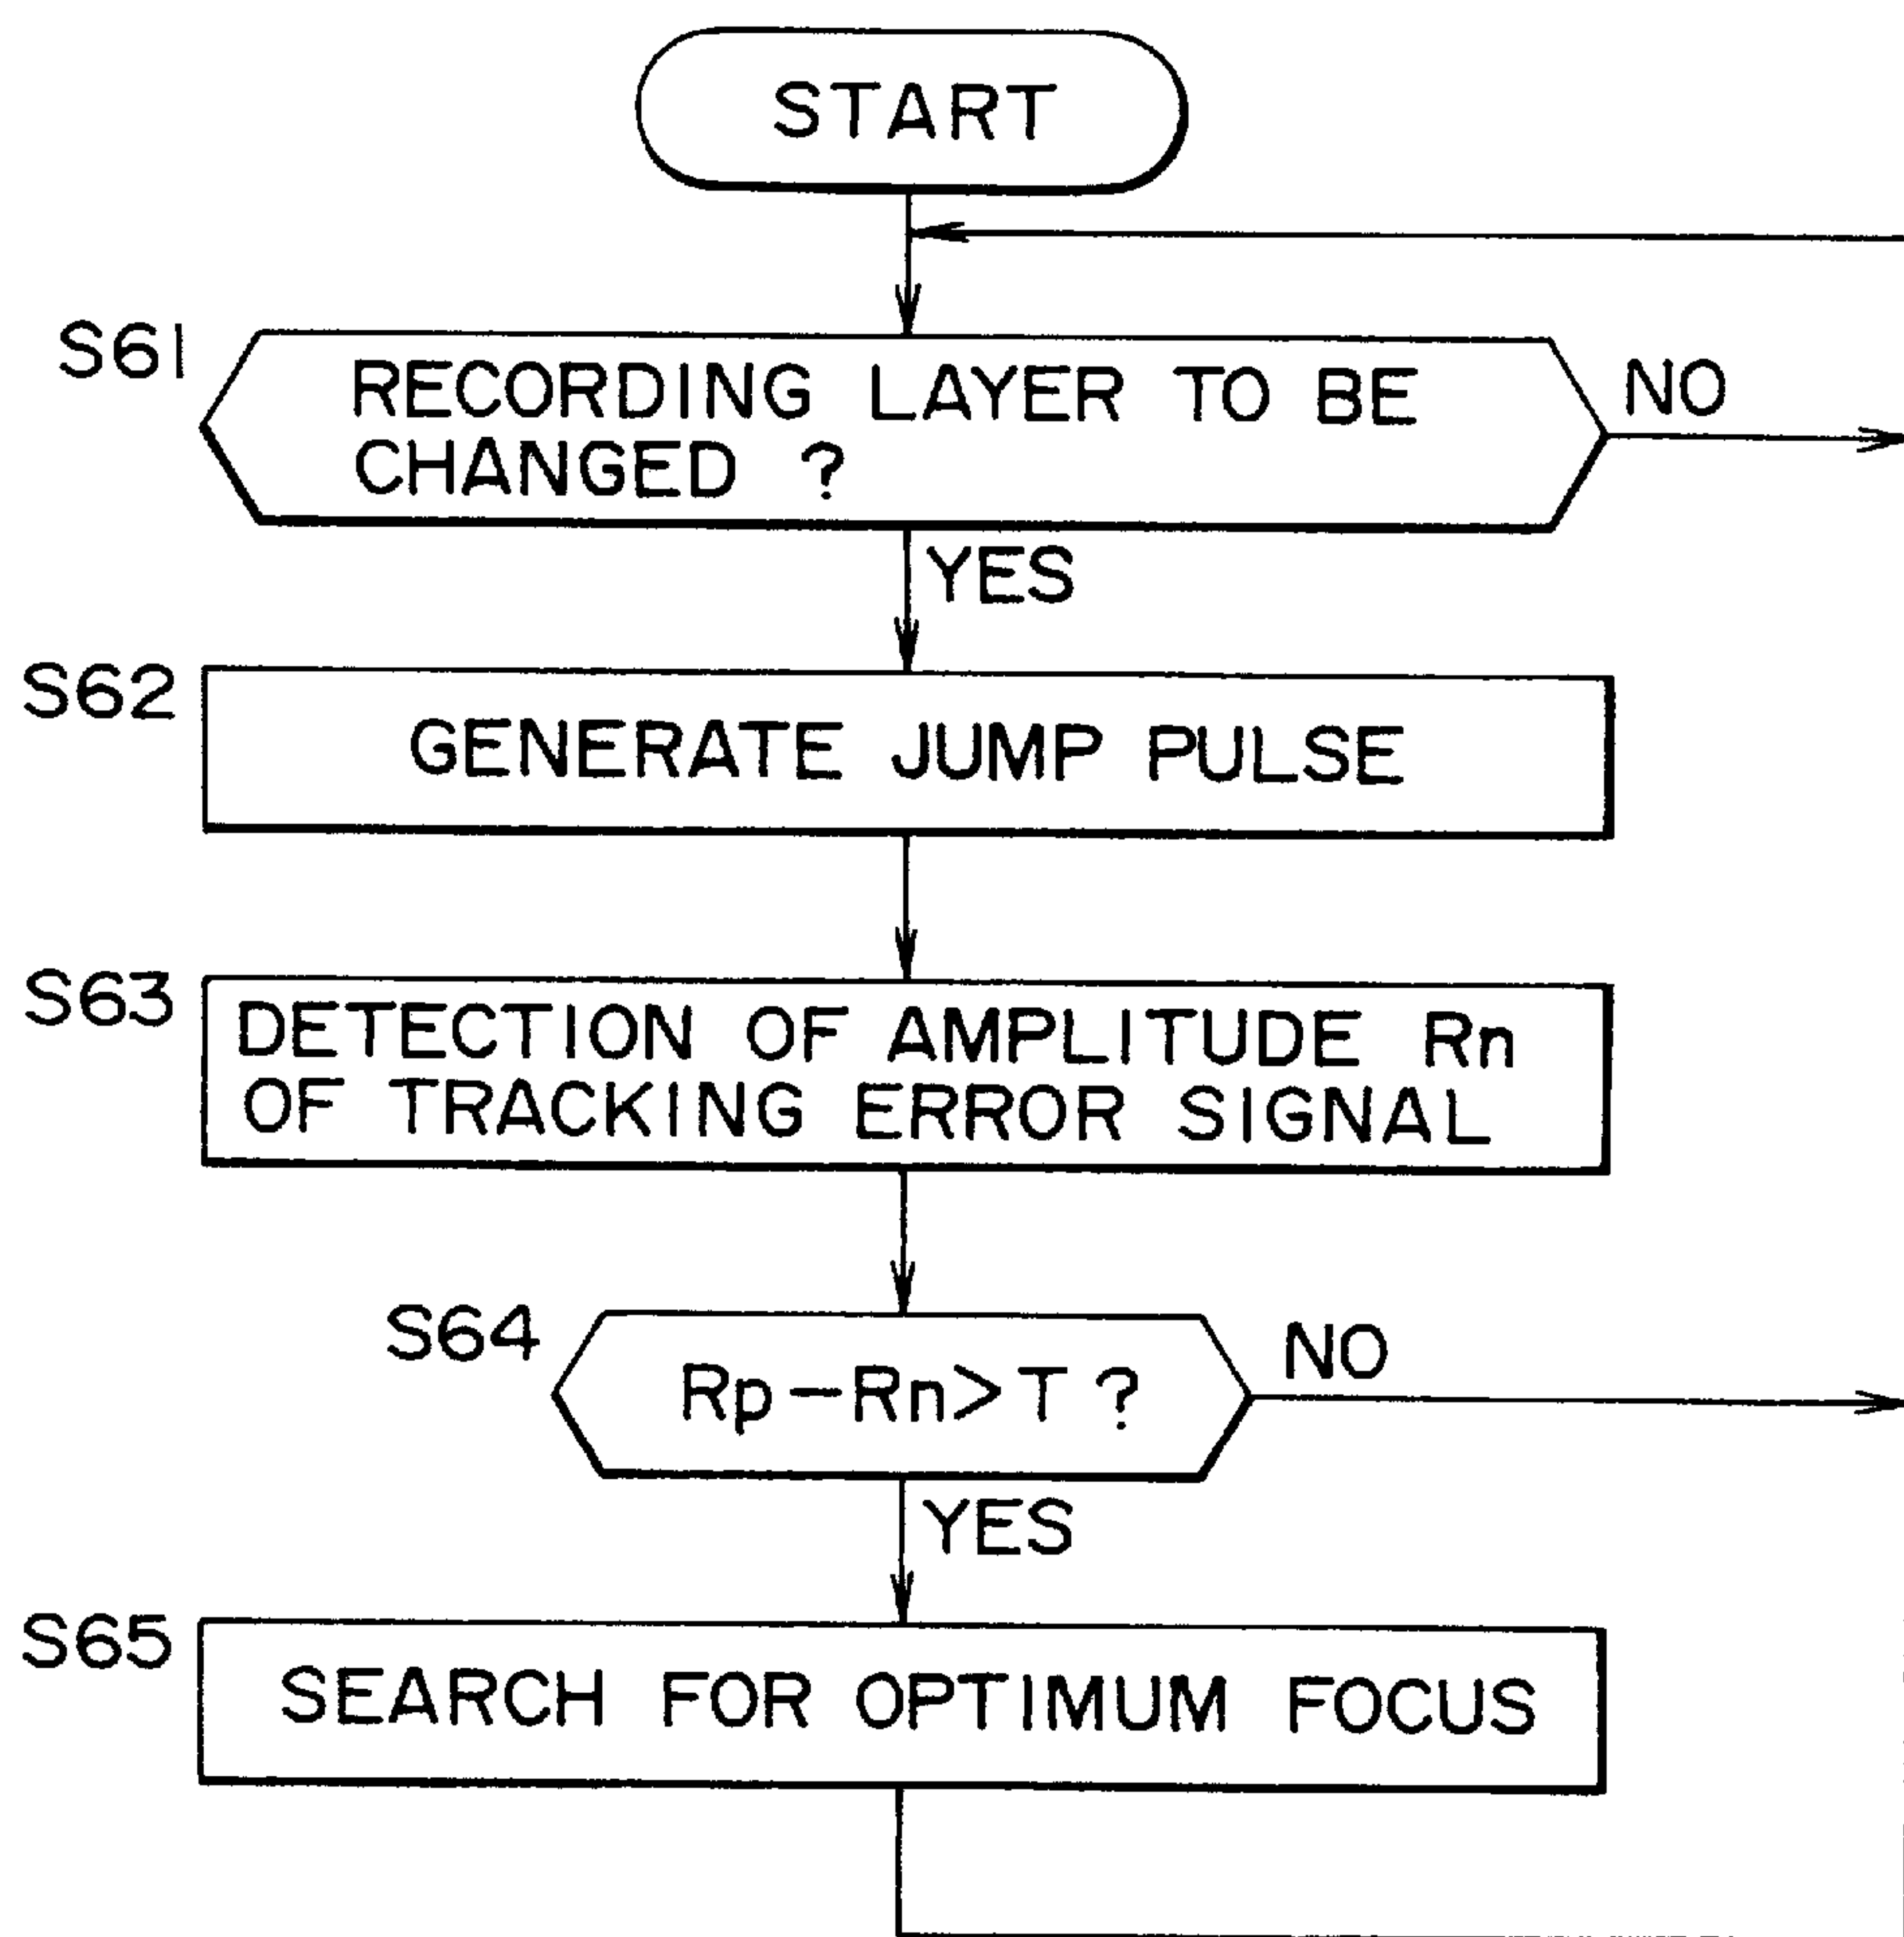 START
S61
RECORDING LAYER TO BE
CHANGED ?
NO
YES
S62
GENERATE JUMP PULSE
S63
DETECTION OF AMPLITUDE Rn
OF TRACKING ERROR SIGNAL
S64
Rp-Rn>T ?
NO
YES
S65
SEARCH FOR OPTIMUM FOCUS